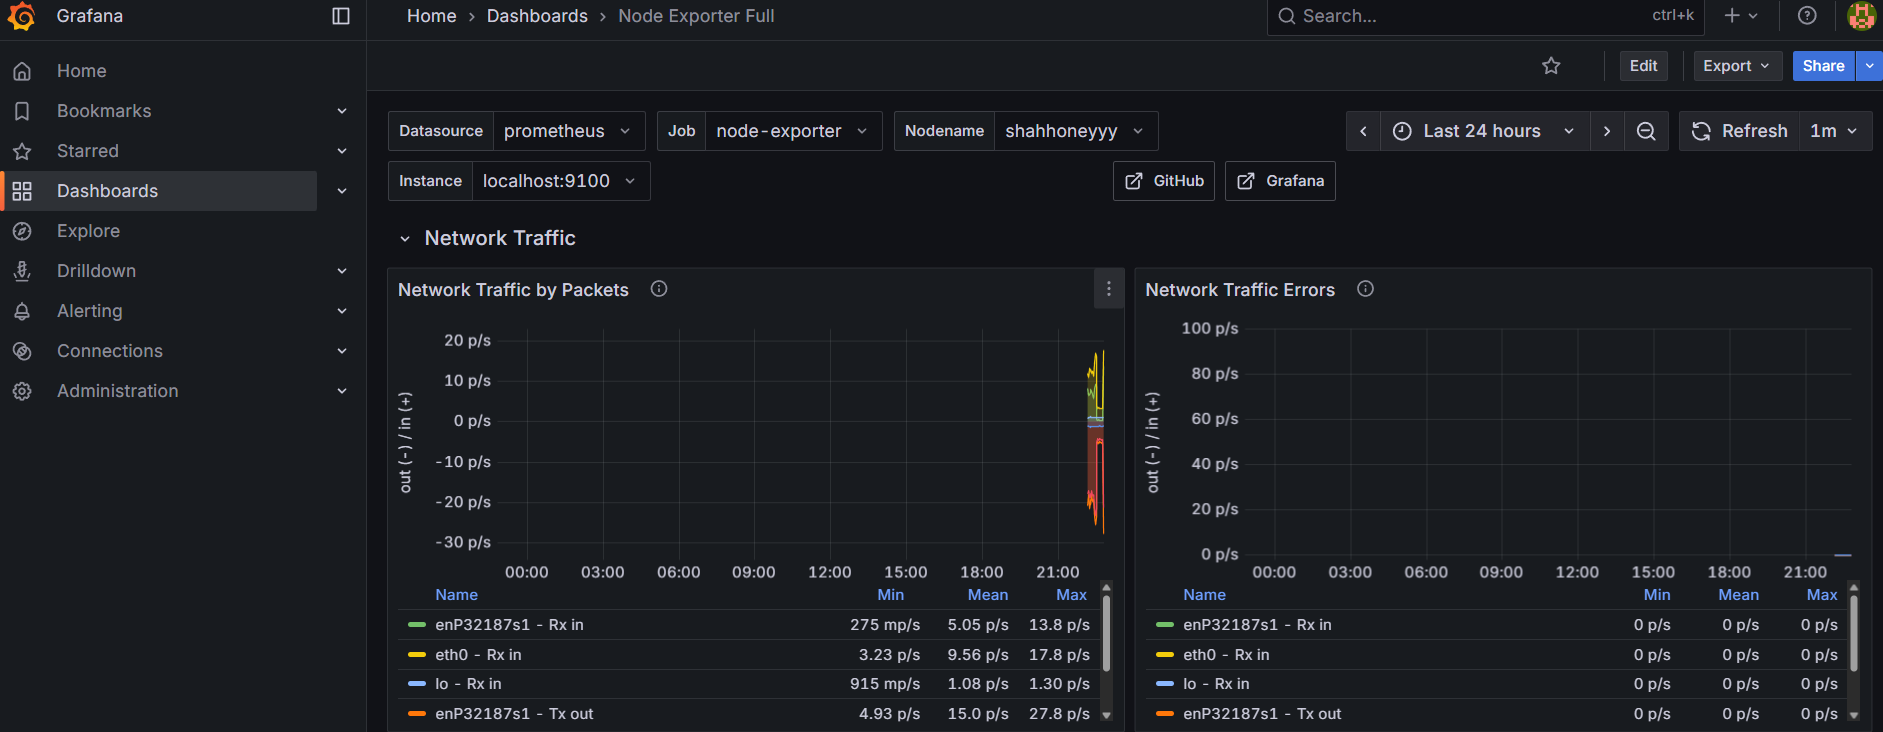 Grafana
Home › Dashboards › Node Exporter Full
Search... ctrl+k
Edit Export Share
Home
Bookmarks
Starred
Dashboards
Explore
Drilldown
Alerting
Connections
Administration
Datasource prometheus Job node-exporter Nodename shahhoneyyy Last 24 hours Refresh 1m
Instance localhost:9100 GitHub Grafana
Network Traffic
Network Traffic by Packets
out (-) / in (+)
20 p/s
10 p/s
0 p/s
-10 p/s
-20 p/s
-30 p/s
00:00 03:00 06:00 09:00 12:00 15:00 18:00 21:00
Name Min Mean Max
enP32187s1 - Rx in 275 mp/s 5.05 p/s 13.8 p/s
eth0 - Rx in 3.23 p/s 9.56 p/s 17.8 p/s
lo - Rx in 915 mp/s 1.08 p/s 1.30 p/s
enP32187s1 - Tx out 4.93 p/s 15.0 p/s 27.8 p/s
Network Traffic Errors
out (-) / in (+)
100 p/s
80 p/s
60 p/s
40 p/s
20 p/s
0 p/s
00:00 03:00 06:00 09:00 12:00 15:00 18:00 21:00
Name Min Mean Max
enP32187s1 - Rx in 0 p/s 0 p/s 0 p/s
eth0 - Rx in 0 p/s 0 p/s 0 p/s
lo - Rx in 0 p/s 0 p/s 0 p/s
enP32187s1 - Tx out 0 p/s 0 p/s 0 p/s